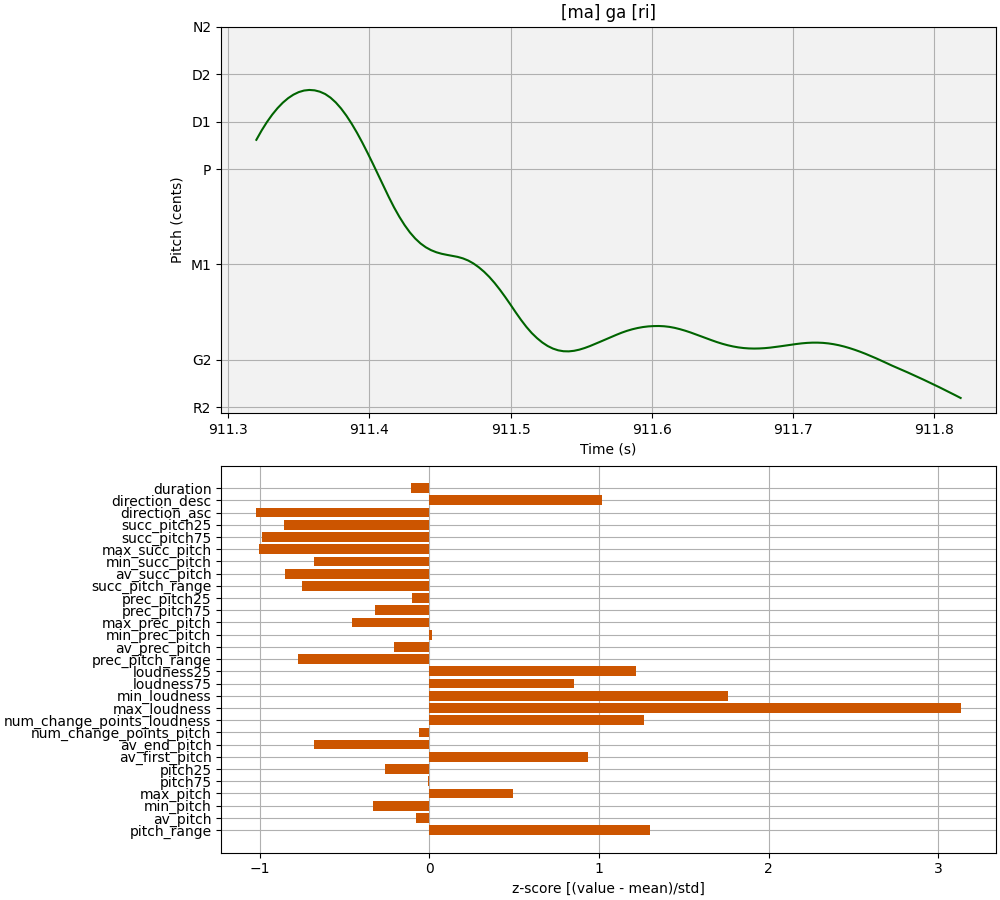 [ma] ga [ri]
N2
D2
D1
P
M1
G2
R2
Pitch (cents)
911.3 911.4 911.5 911.6 911.7 911.8
Time (s)
duration
direction_desc
direction_asc
succ_pitch25
succ_pitch75
max_succ_pitch
min_succ_pitch
av_succ_pitch
succ_pitch_range
prec_pitch25
prec_pitch75
max_prec_pitch
min_prec_pitch
av_prec_pitch
prec_pitch_range
loudness25
loudness75
min_loudness
max_loudness
num_change_points_loudness
num_change_points_pitch
av_end_pitch
av_first_pitch
pitch25
pitch75
max_pitch
min_pitch
av_pitch
pitch_range
−1 0 1 2 3
z-score [(value - mean)/std]